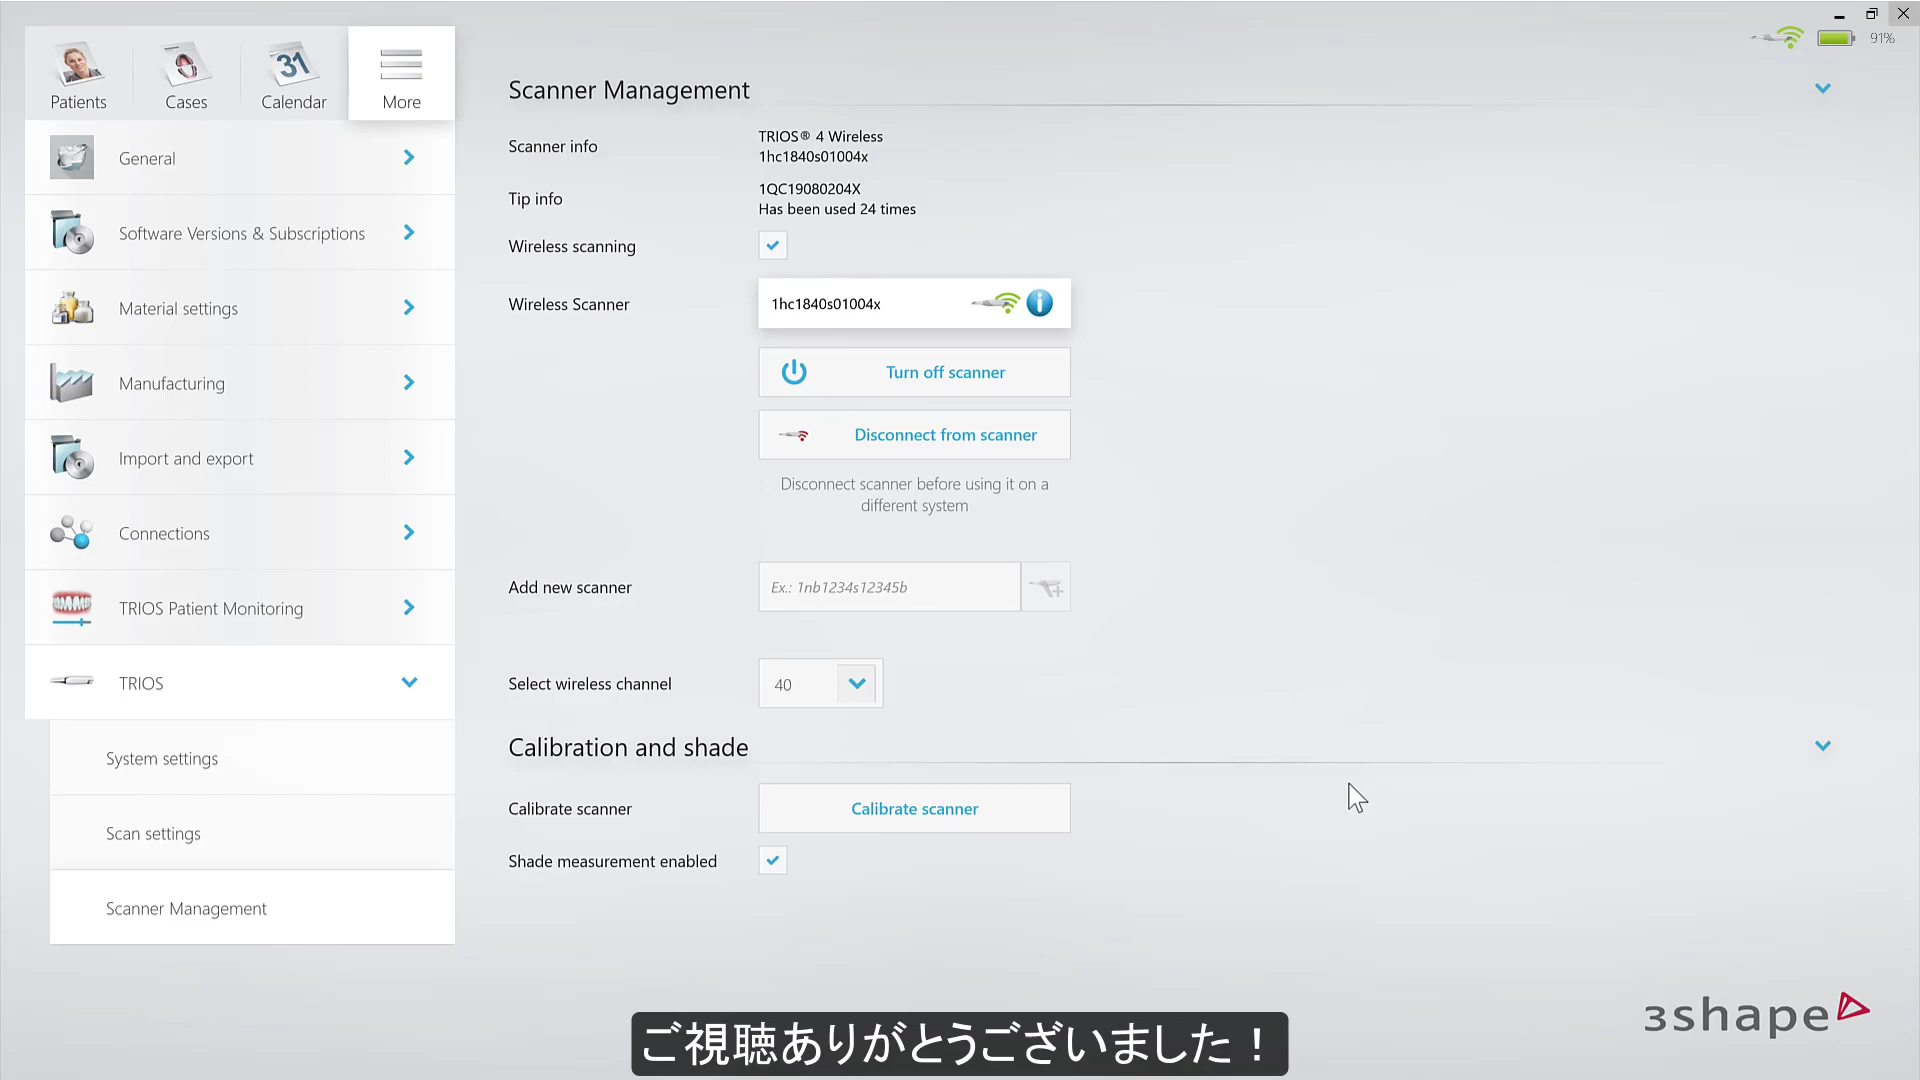 91%
Patients
Cases
31
Calendar
More
General
Software Versions & Subscriptions
Material settings
Manufacturing
Import and export
Connections
TRIOS Patient Monitoring
TRIOS
System settings
Scan settings
Scanner Management
Scanner Management
Scanner info
TRIOS® 4 Wireless
1hc1840s01004x
Tip info
1QC19080204X
Has been used 24 times
Wireless scanning
Wireless Scanner
1hc1840s01004x
Turn off scanner
Disconnect from scanner
Disconnect scanner before using it on a
different system
Add new scanner
Ex.: 1nb1234s12345b
Select wireless channel
40
Calibration and shade
Calibrate scanner
Calibrate scanner
Shade measurement enabled
3shape
ご視聴ありがとうございました！